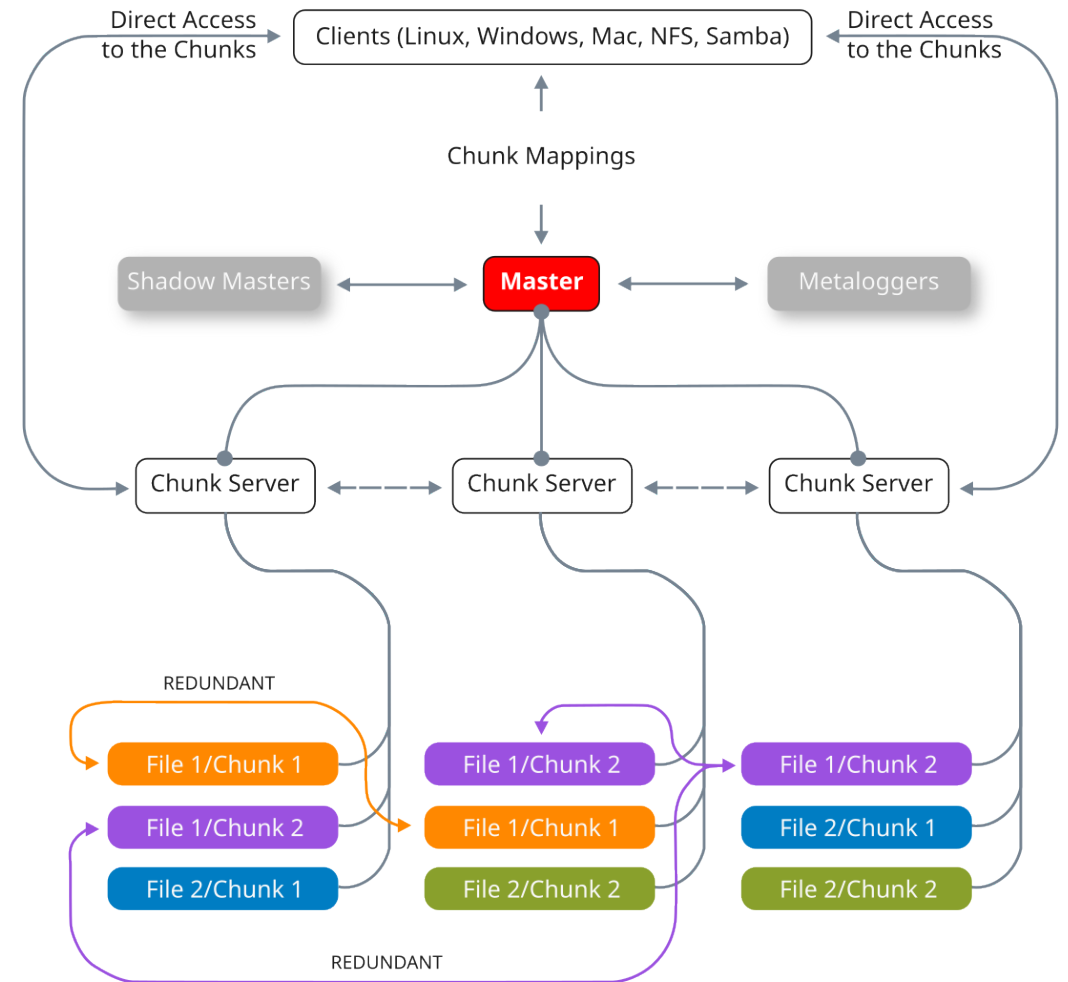 Direct Access
to the Chunks
Clients (Linux, Windows, Mac, NFS, Samba)
Direct Access
to the Chunks
Chunk Mappings
Shadow Masters
Master
Metaloggers
Chunk Server
Chunk Server
Chunk Server
REDUNDANT
File 1/Chunk 1
File 1/Chunk 2
File 1/Chunk 2
File 1/Chunk 2
File 1/Chunk 1
File 2/Chunk 1
File 2/Chunk 1
File 2/Chunk 2
File 2/Chunk 2
REDUNDANT